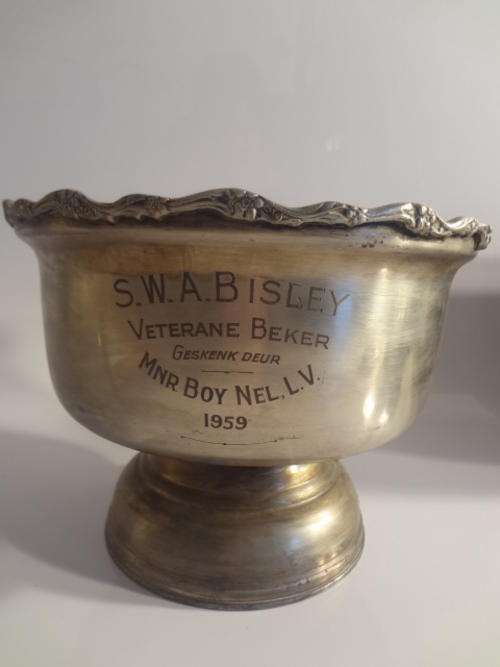 S.W.A. BISLEY
VETERANE BEKER
GESKENK DEUR
MNR BOY NEL, L.V.
1959